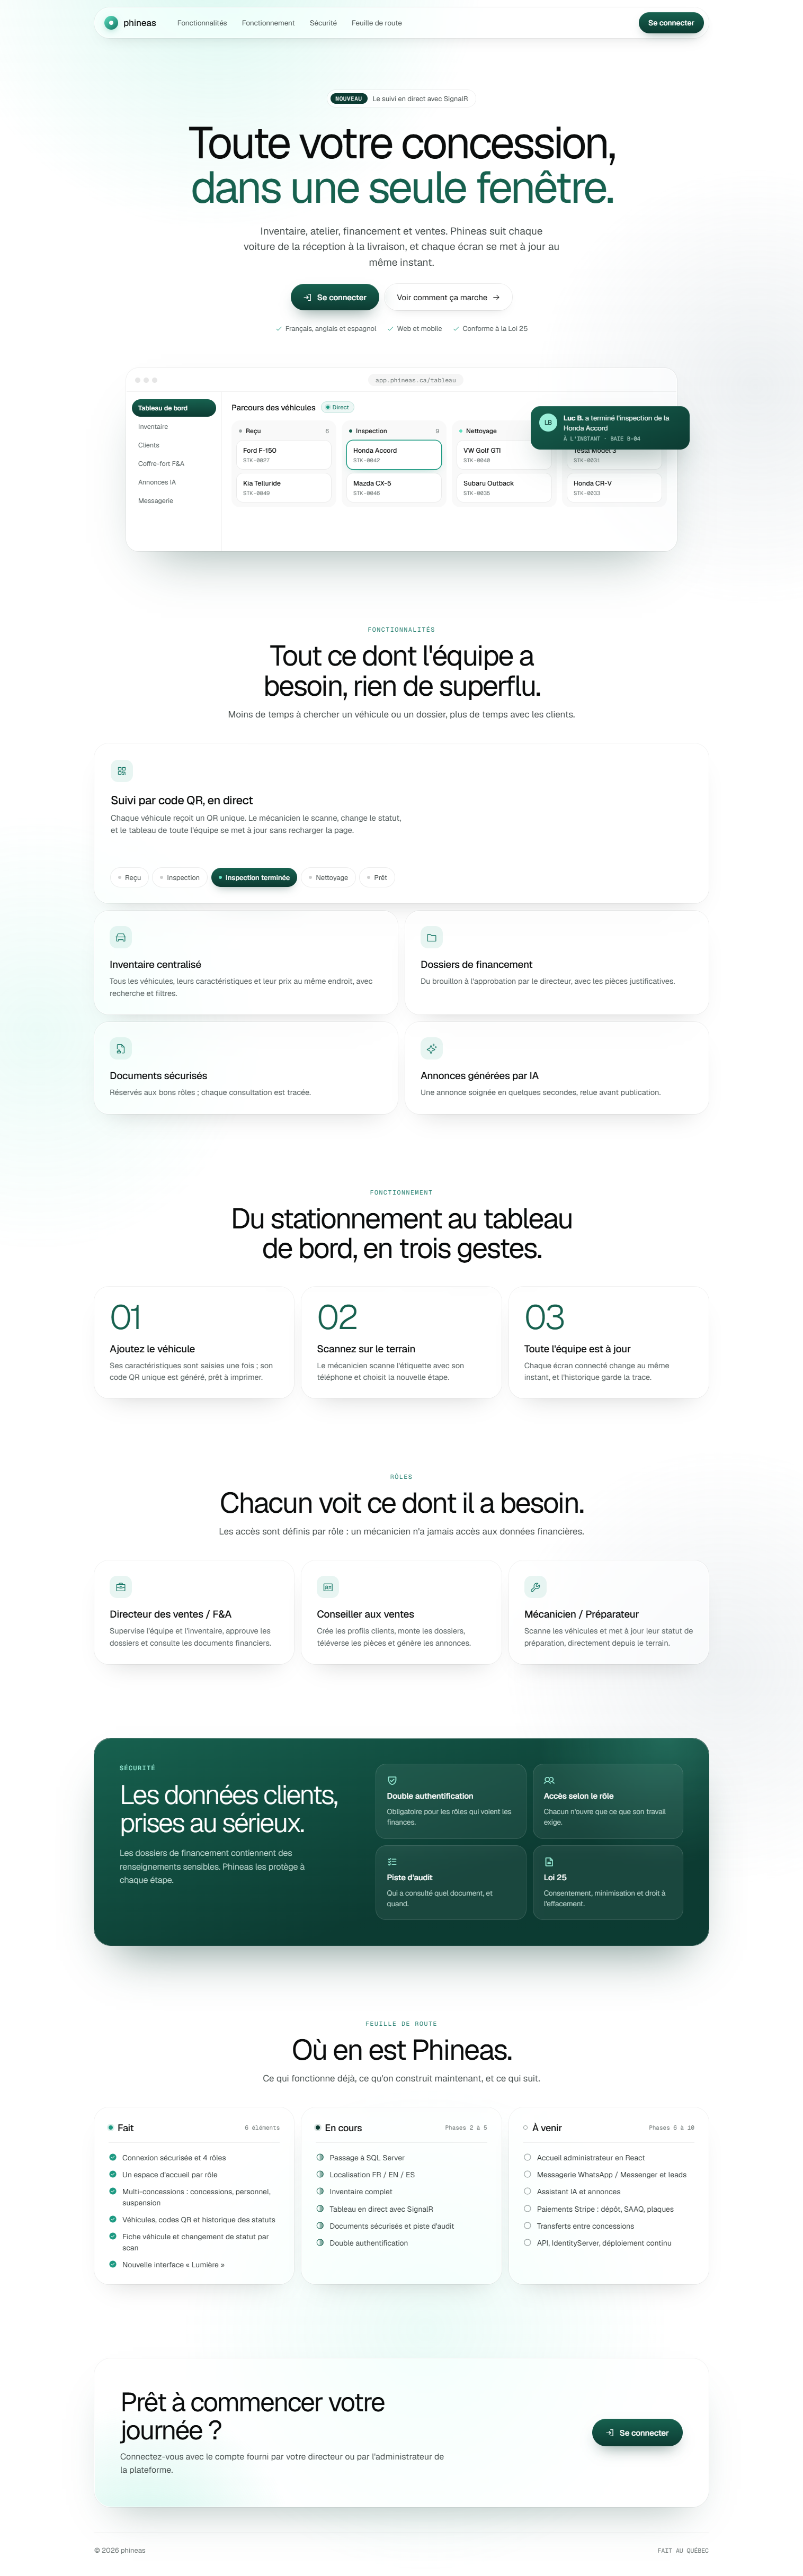 phineas
Fonctionnalités
Fonctionnement
Sécurité
Feuille de route
Se connecter
NOUVEAU Le suivi en direct avec SignalR
Toute votre concession,
dans une seule fenêtre.
Inventaire, atelier, financement et ventes. Phineas suit chaque
voiture de la réception à la livraison, et chaque écran se met à jour au
même instant.
Se connecter
Voir comment ça marche →
Français, anglais et espagnol
Web et mobile
Conforme à la Loi 25
app.phineas.ca/tableau
Tableau de bord
Inventaire
Clients
Coffre-fort F&A
Annonces IA
Messagerie
Parcours des véhicules
Direct
Reçu 6
Ford F-150
STK-0027
Kia Telluride
STK-0049
Inspection 9
Honda Accord
STK-0042
Mazda CX-5
STK-0046
Nettoyage
VW Golf GTI
STK-0040
Subaru Outback
STK-0035
LB
Luc B. a terminé l'inspection de la
Honda Accord
À L'INSTANT · BAIE B-04
Tesla Model 3
STK-0031
Honda CR-V
STK-0033
FONCTIONNALITÉS
Tout ce dont l'équipe a
besoin, rien de superflu.
Moins de temps à chercher un véhicule ou un dossier, plus de temps avec les clients.
Suivi par code QR, en direct
Chaque véhicule reçoit un QR unique. Le mécanicien le scanne, change le statut,
et le tableau de toute l'équipe se met à jour sans recharger la page.
Reçu
Inspection
Inspection terminée
Nettoyage
Prêt
Inventaire centralisé
Tous les véhicules, leurs caractéristiques et leur prix au même endroit, avec
recherche et filtres.
Dossiers de financement
Du brouillon à l'approbation par le directeur, avec les pièces justificatives.
Documents sécurisés
Réservés aux bons rôles ; chaque consultation est tracée.
Annonces générées par IA
Une annonce soignée en quelques secondes, relue avant publication.
FONCTIONNEMENT
Du stationnement au tableau
de bord, en trois gestes.
01
Ajoutez le véhicule
Ses caractéristiques sont saisies une fois ; son
code QR unique est généré, prêt à imprimer.
02
Scannez sur le terrain
Le mécanicien scanne l'étiquette avec son
téléphone et choisit la nouvelle étape.
03
Toute l'équipe est à jour
Chaque écran connecté change au même
instant, et l'historique garde la trace.
RÔLES
Chacun voit ce dont il a besoin.
Les accès sont définis par rôle : un mécanicien n'a jamais accès aux données financières.
Directeur des ventes / F&A
Supervise l'équipe et l'inventaire, approuve les
dossiers et consulte les documents financiers.
Conseiller aux ventes
Crée les profils clients, monte les dossiers,
téléverse les pièces et génère les annonces.
Mécanicien / Préparateur
Scanne les véhicules et met à jour leur statut de
préparation, directement depuis le terrain.
SÉCURITÉ
Les données clients,
prises au sérieux.
Les dossiers de financement contiennent des
renseignements sensibles. Phineas les protège à
chaque étape.
Double authentification
Obligatoire pour les rôles qui voient les
finances.
Accès selon le rôle
Chacun n'ouvre que ce que son travail
exige.
Piste d'audit
Qui a consulté quel document, et
quand.
Loi 25
Consentement, minimisation et droit à
l'effacement.
FEUILLE DE ROUTE
Où en est Phineas.
Ce qui fonctionne déjà, ce qu'on construit maintenant, et ce qui suit.
Fait
6 éléments
Connexion sécurisée et 4 rôles
Un espace d'accueil par rôle
Multi-concessions : concessions, personnel,
suspension
Véhicules, codes QR et historique des statuts
Fiche véhicule et changement de statut par
scan
Nouvelle interface « Lumière »
En cours
Phases 2 à 5
Passage à SQL Server
Localisation FR / EN / ES
Inventaire complet
Tableau en direct avec SignalR
Documents sécurisés et piste d'audit
Double authentification
À venir
Phases 6 à 10
Accueil administrateur en React
Messagerie WhatsApp / Messenger et leads
Assistant IA et annonces
Paiements Stripe : dépôt, SAAQ, plaques
Transferts entre concessions
API, IdentityServer, déploiement continu
Prêt à commencer votre
journée ?
Connectez-vous avec le compte fourni par votre directeur ou par l'administrateur de
la plateforme.
Se connecter
© 2026 phineas
FAIT AU QUÉBEC